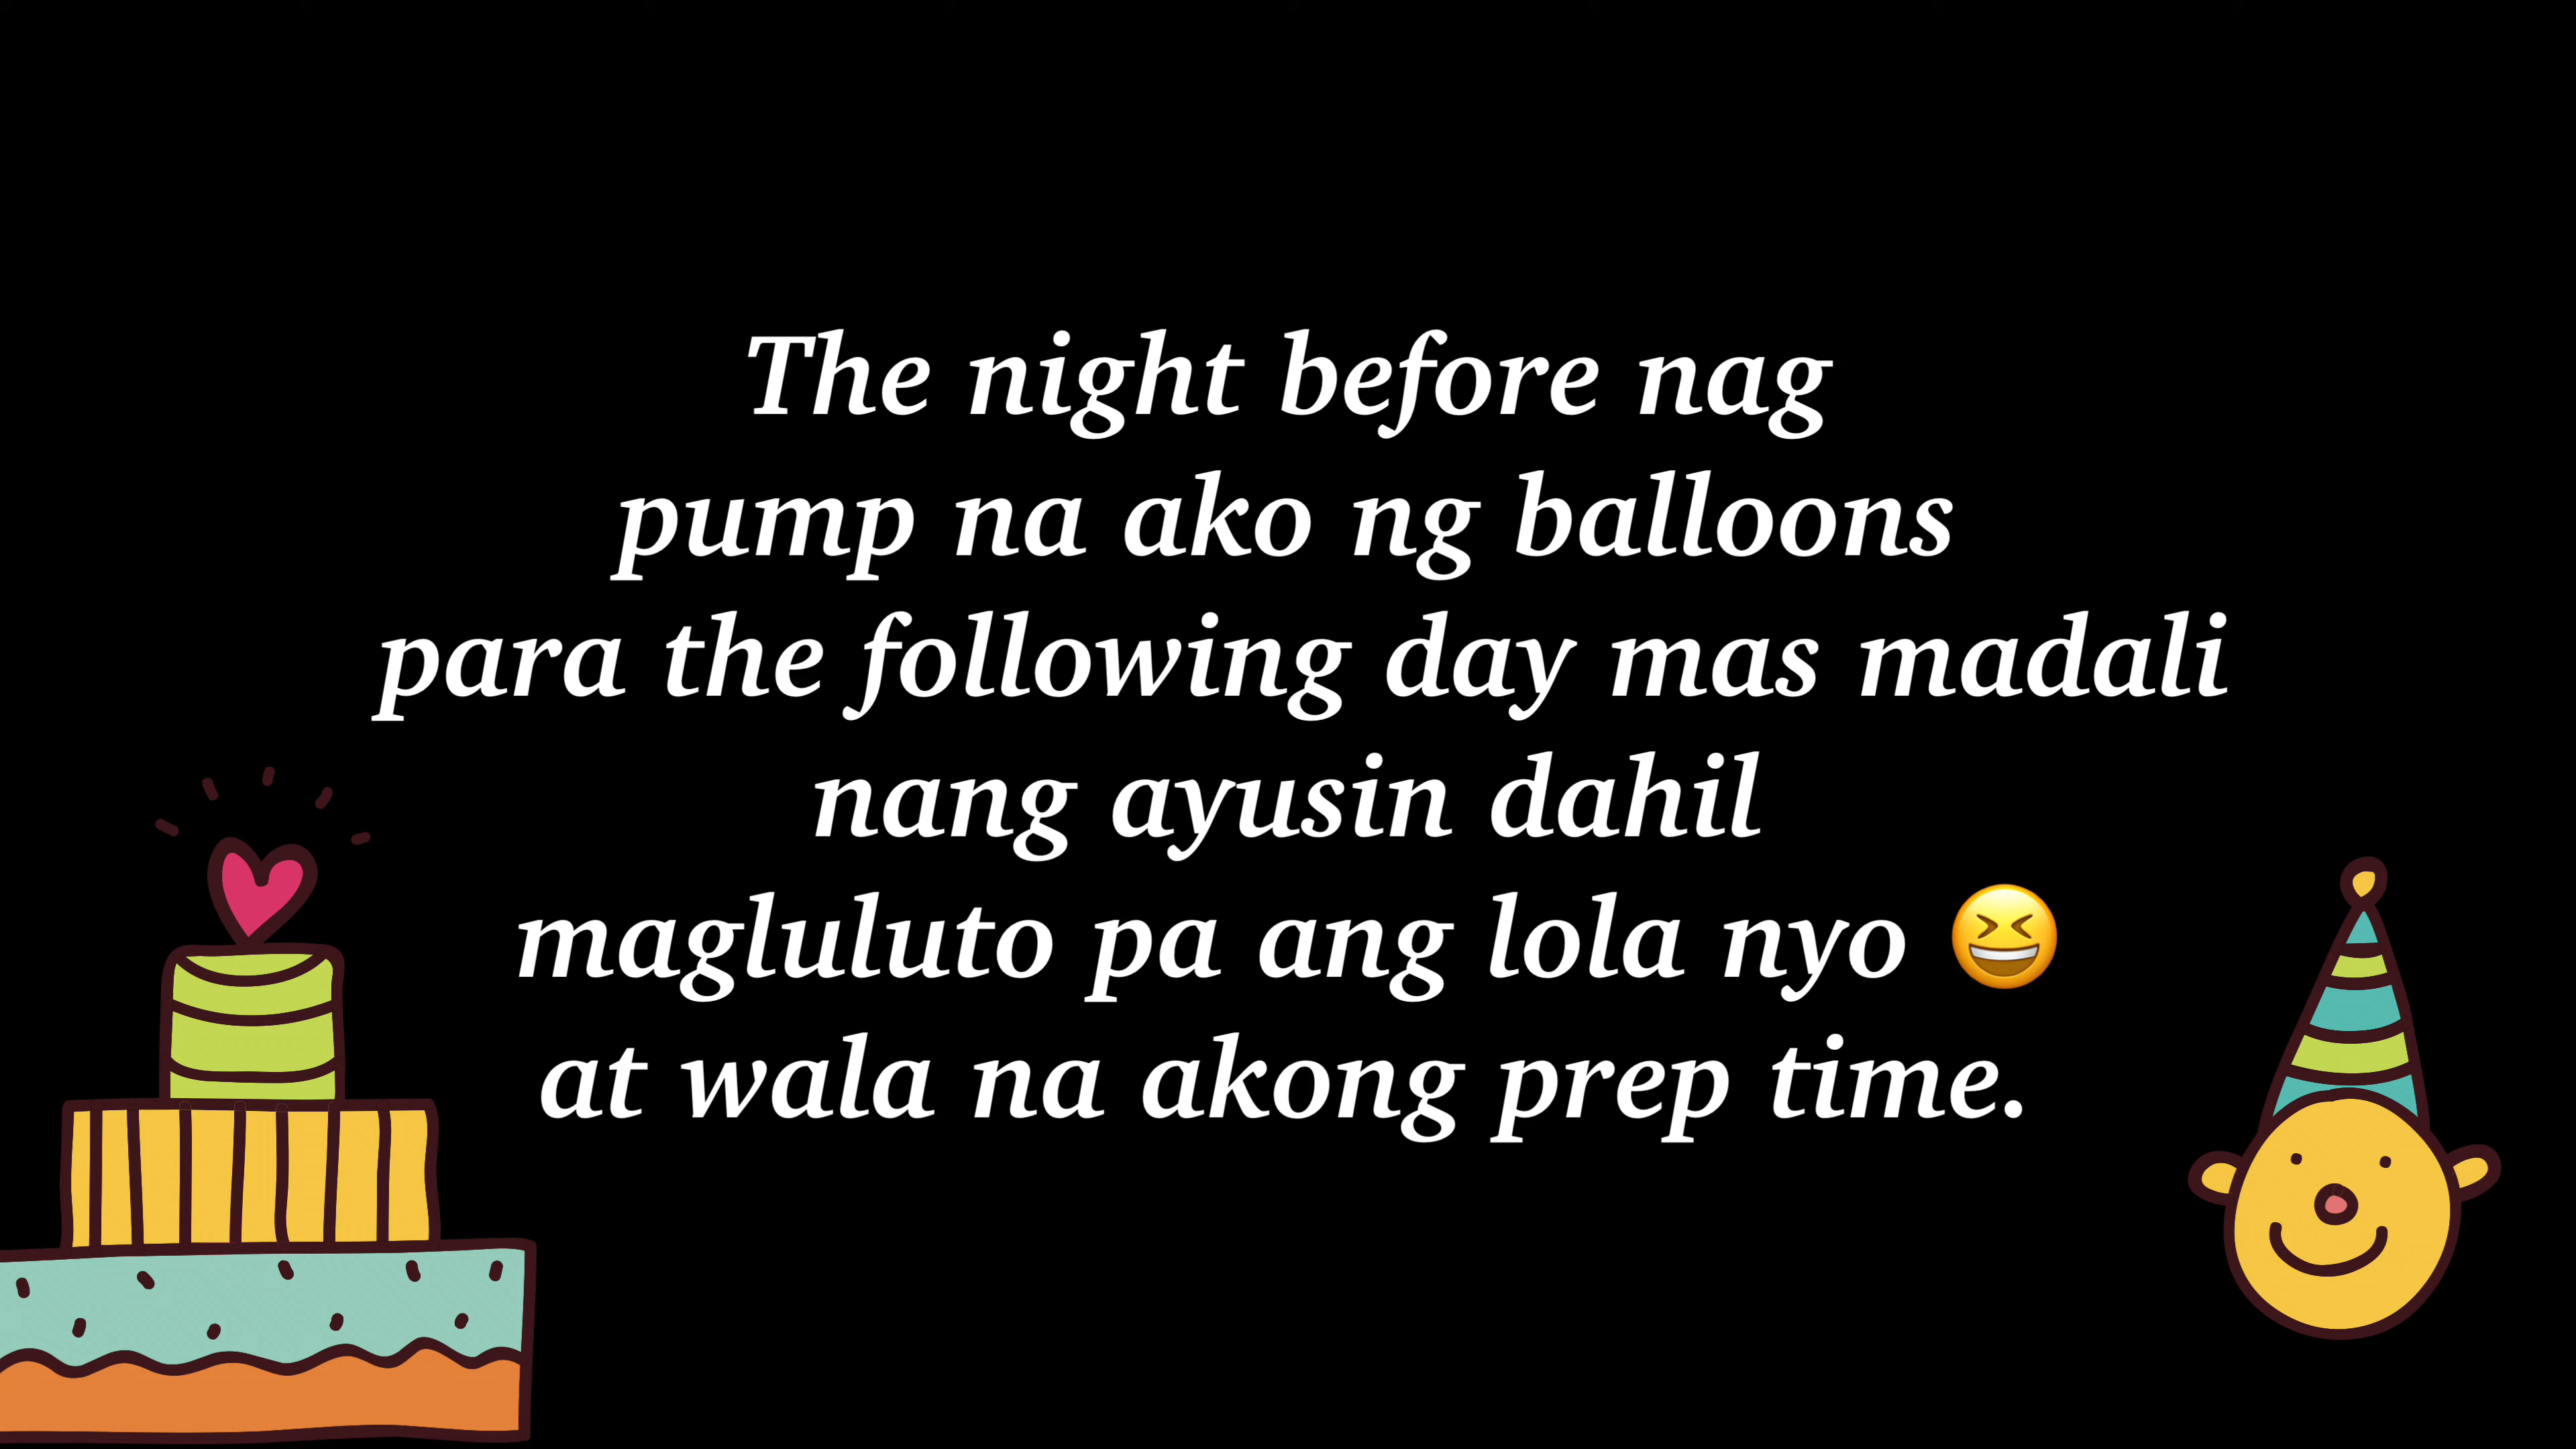 The night before nag
pump na ako ng balloons
para the following day mas madali
nang ayusin dahil
magluluto pa ang lola nyo 😆
at wala na akong prep time.